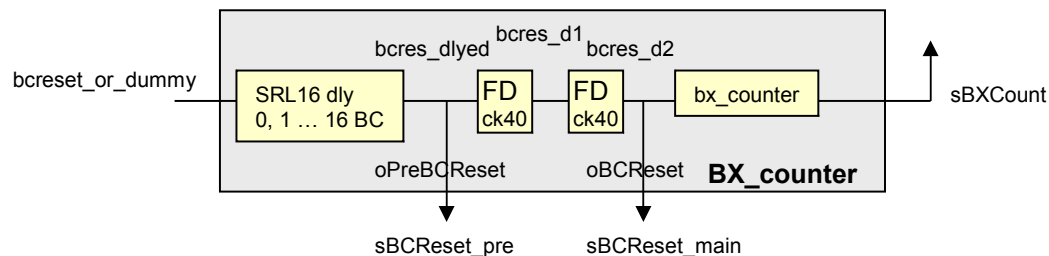 bcres_d1
bcres_dlyed
bcres_d2
bcreset_or_dummy
SRL16 dly
0, 1 ... 16 BC
FD
ck40
FD
ck40
bx_counter
sBXCount
oPreBCReset
oBCReset
BX_counter
sBCReset_pre
sBCReset_main